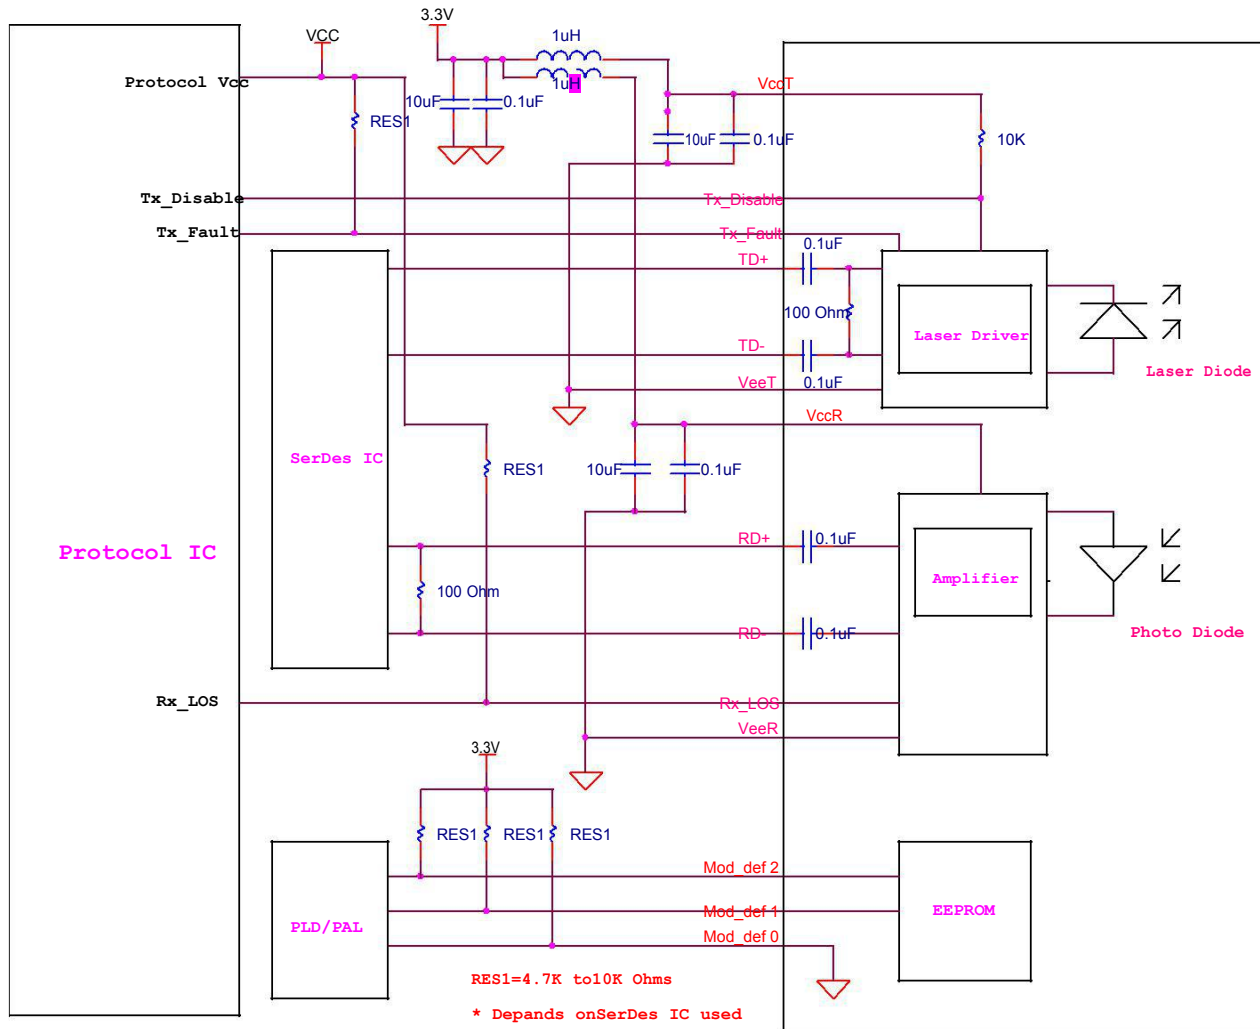 3.3V
1uH
VCC
Protocol Vcc
1uH
VccT
10uF
0.1uF
RES1
10uF
0.1uF
10K
Tx_Disable
Tx_Disable
Tx_Fault
Tx_Fault
0.1uF
TD+
100 Ohm
Laser Driver
TD-
Laser Diode
VeeT
0.1uF
VccR
SerDes IC
RES1
10uF
0.1uF
RD+
0.1uF
Protocol IC
Amplifier
100 Ohm
RD-
0.1uF
Photo Diode
Rx_LOS
Rx_LOS
VeeR
3.3V
RES1
RES1
RES1
Mod_def 2
Mod_def 1
EEPROM
PLD/PAL
Mod_def 0
RES1=4.7K to10K Ohms
* Depands onSerDes IC used